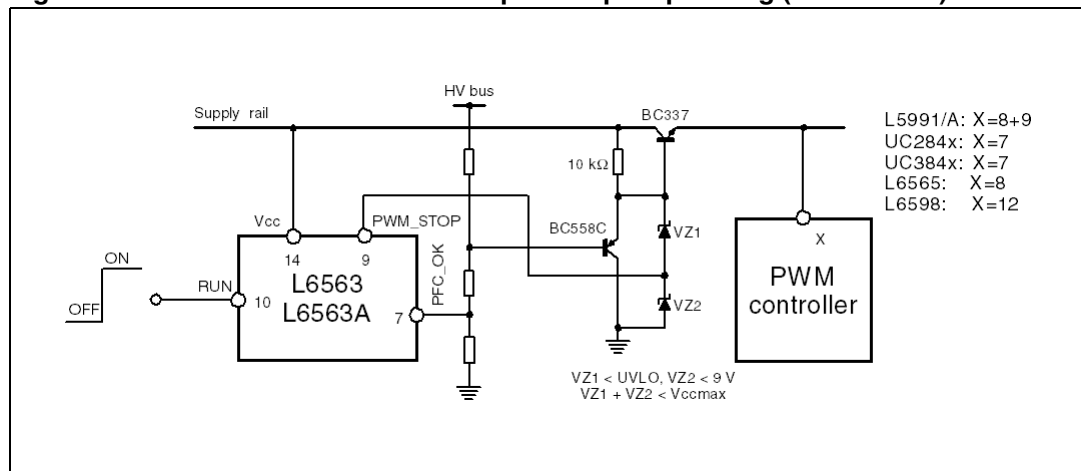 HV bus
Supply rail
BC337
L5991/A: X=8+9
UC284x: X=7
UC384x: X=7
L6565: X=8
L6598: X=12
10 kΩ
Vcc
PWM_STOP
BC558C
VZ1
X
14
9
PFC_OK
ON
OFF
RUN
10
L6563
L6563A
7
VZ2
PWM
controller
VZ1 < UVLO, VZ2 < 9 V
VZ1 + VZ2 < Vccmax